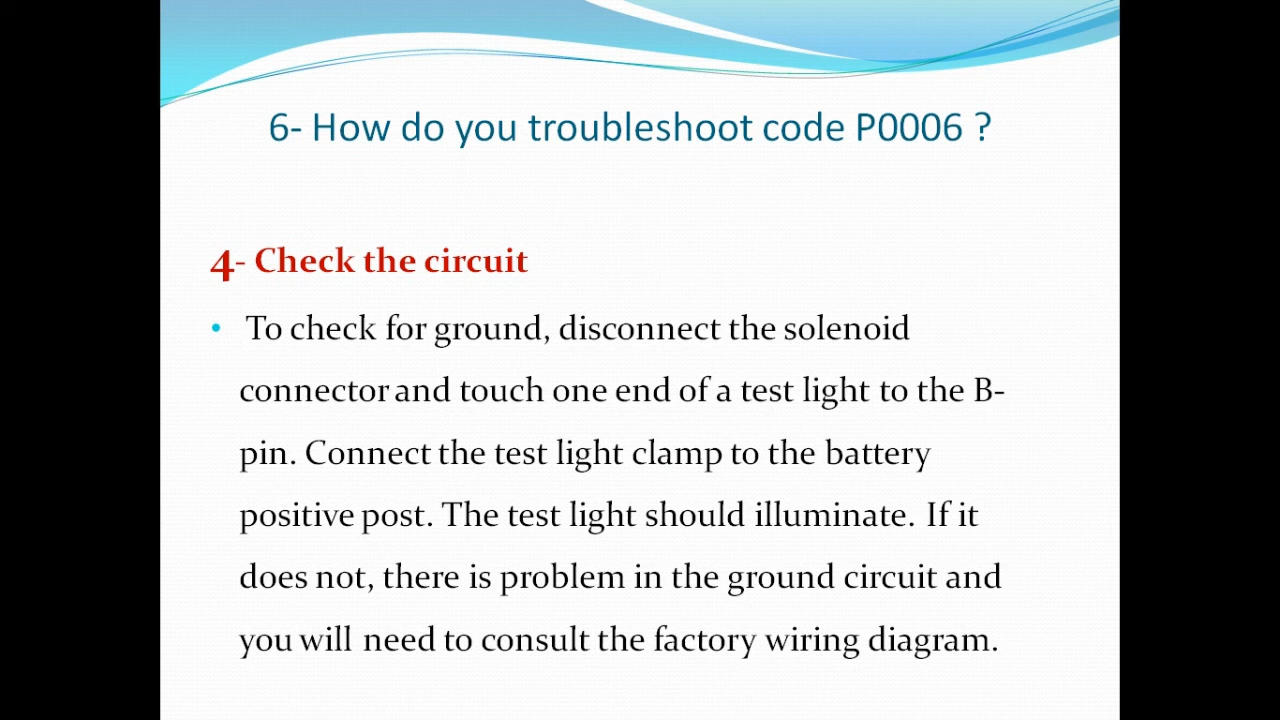 6- How do you troubleshoot code P0006 ?
4- Check the circuit
• To check for ground, disconnect the solenoid
connector and touch one end of a test light to the B-
pin. Connect the test light clamp to the battery
positive post. The test light should illuminate. If it
does not, there is problem in the ground circuit and
you will need to consult the factory wiring diagram.